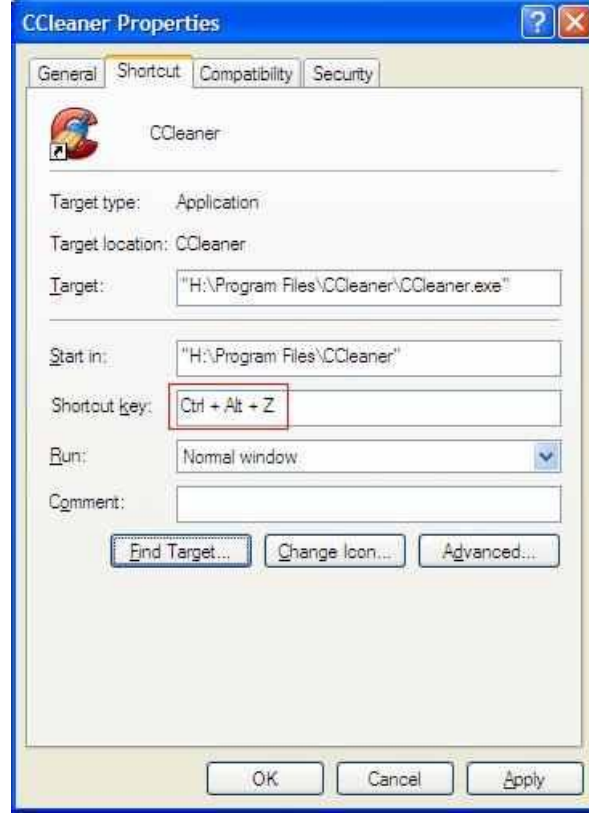 CCleaner Properties
General Shortcut Compatibility Security
CCleaner
Target type: Application
Target location: CCleaner
Target: "H:\Program Files\CCleaner\CCleaner.exe"
Start in: "H:\Program Files\CCleaner"
Shortcut key: Ctrl + Alt + Z
Run: Normal window
Comment:
Find Target... Change Icon... Advanced...
OK Cancel Apply